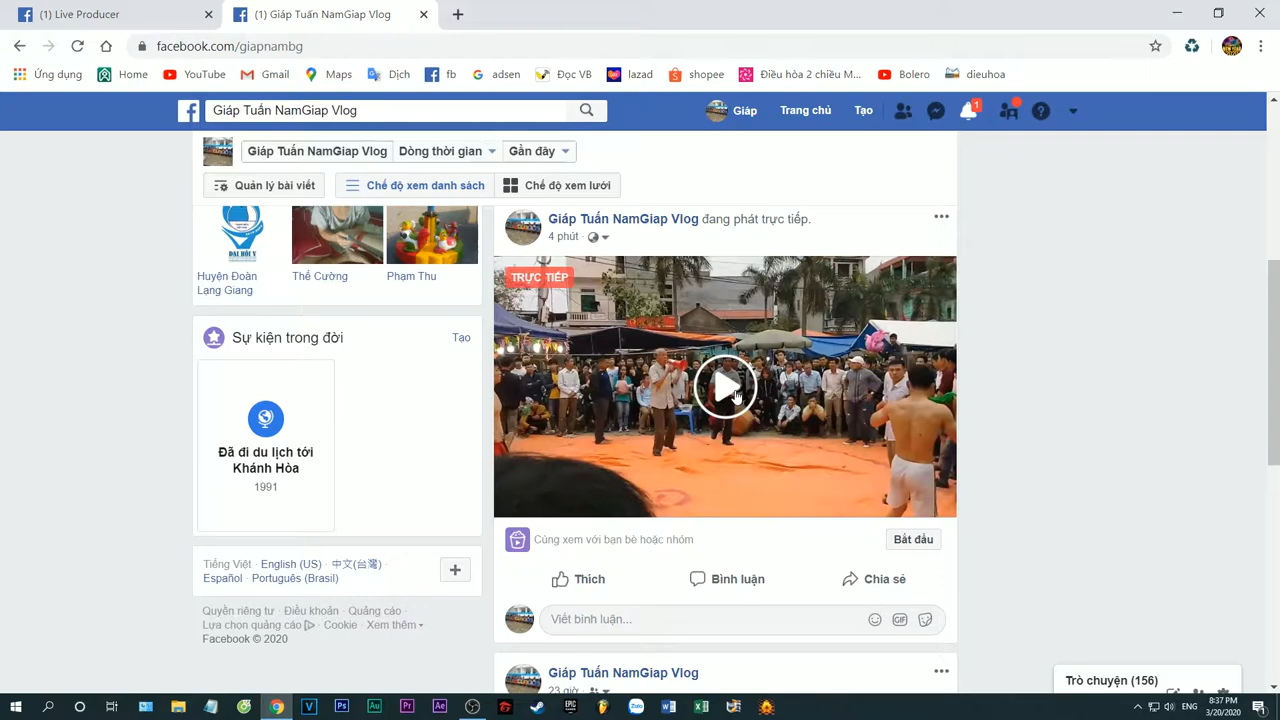 (1) Live Producer
(1) Giáp Tuấn NamGiap Vlog
facebook.com/giapnambg
Ứng dụng
Home
YouTube
Gmail
Maps
Dịch
fb
adsen
Đọc VB
lazad
shopee
Điều hòa 2 chiều M...
Bolero
dieuhoa
Giáp Tuấn NamGiap Vlog
Giáp
Trang chủ
Tạo
1
Giáp Tuấn NamGiap Vlog
Dòng thời gian
Gần đây
Quản lý bài viết
Chế độ xem danh sách
Chế độ xem lưới
Huyện Đoàn Lạng Giang
Thế Cường
Phạm Thu
Sự kiện trong đời
Tạo
Đã đi du lịch tới
Khánh Hòa
1991
Tiếng Việt · English (US) · 中文(台灣) ·
Español · Português (Brasil)
Quyền riêng tư · Điều khoản · Quảng cáo ·
Lựa chọn quảng cáo · Cookie · Xem thêm
Facebook © 2020
Giáp Tuấn NamGiap Vlog đang phát trực tiếp.
4 phút ·
TRỰC TIẾP
Cùng xem với bạn bè hoặc nhóm
Bắt đầu
Thích
Bình luận
Chia sẻ
Viết bình luận...
GIF
Giáp Tuấn NamGiap Vlog
23 giờ ·
Trò chuyện (156)
ENG
8:37 PM
3/20/2020